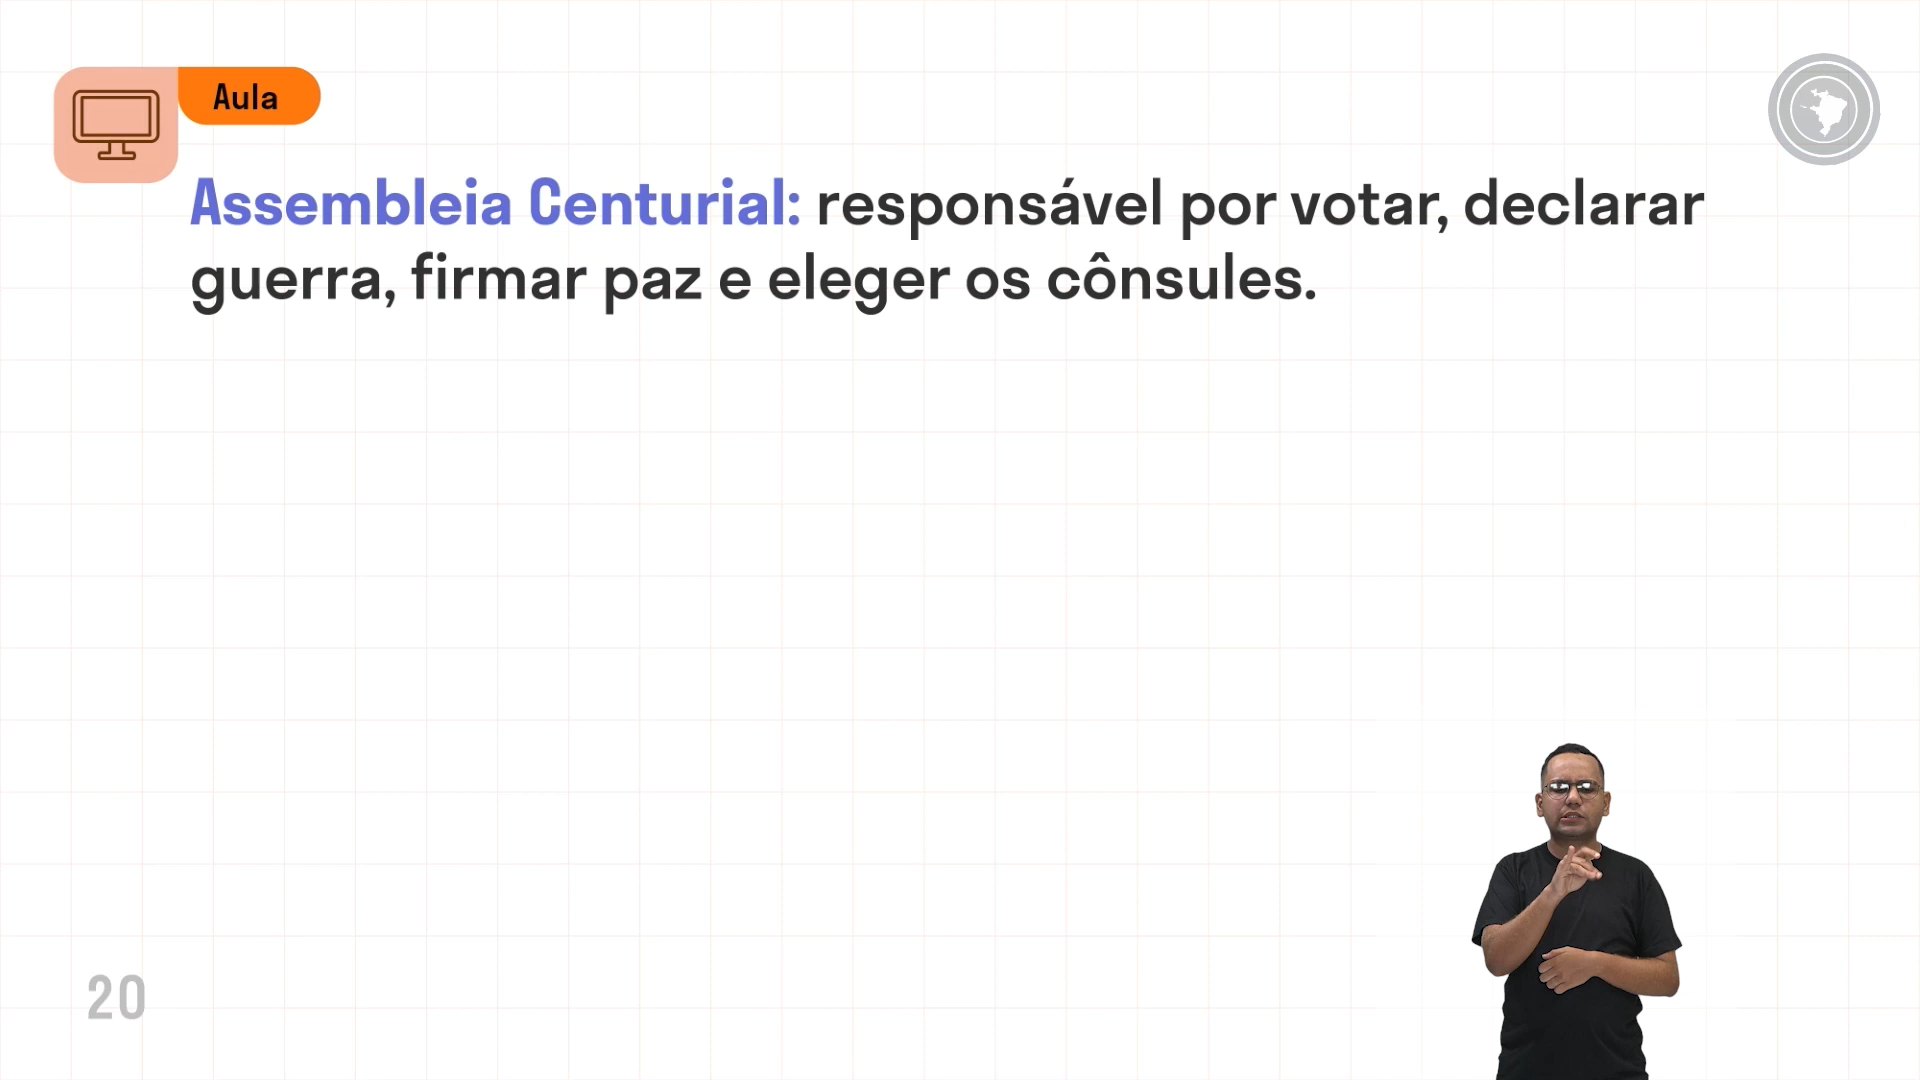 Aula
Assembleia Centurial: responsável por votar, declarar
guerra, firmar paz e eleger os cônsules.
20